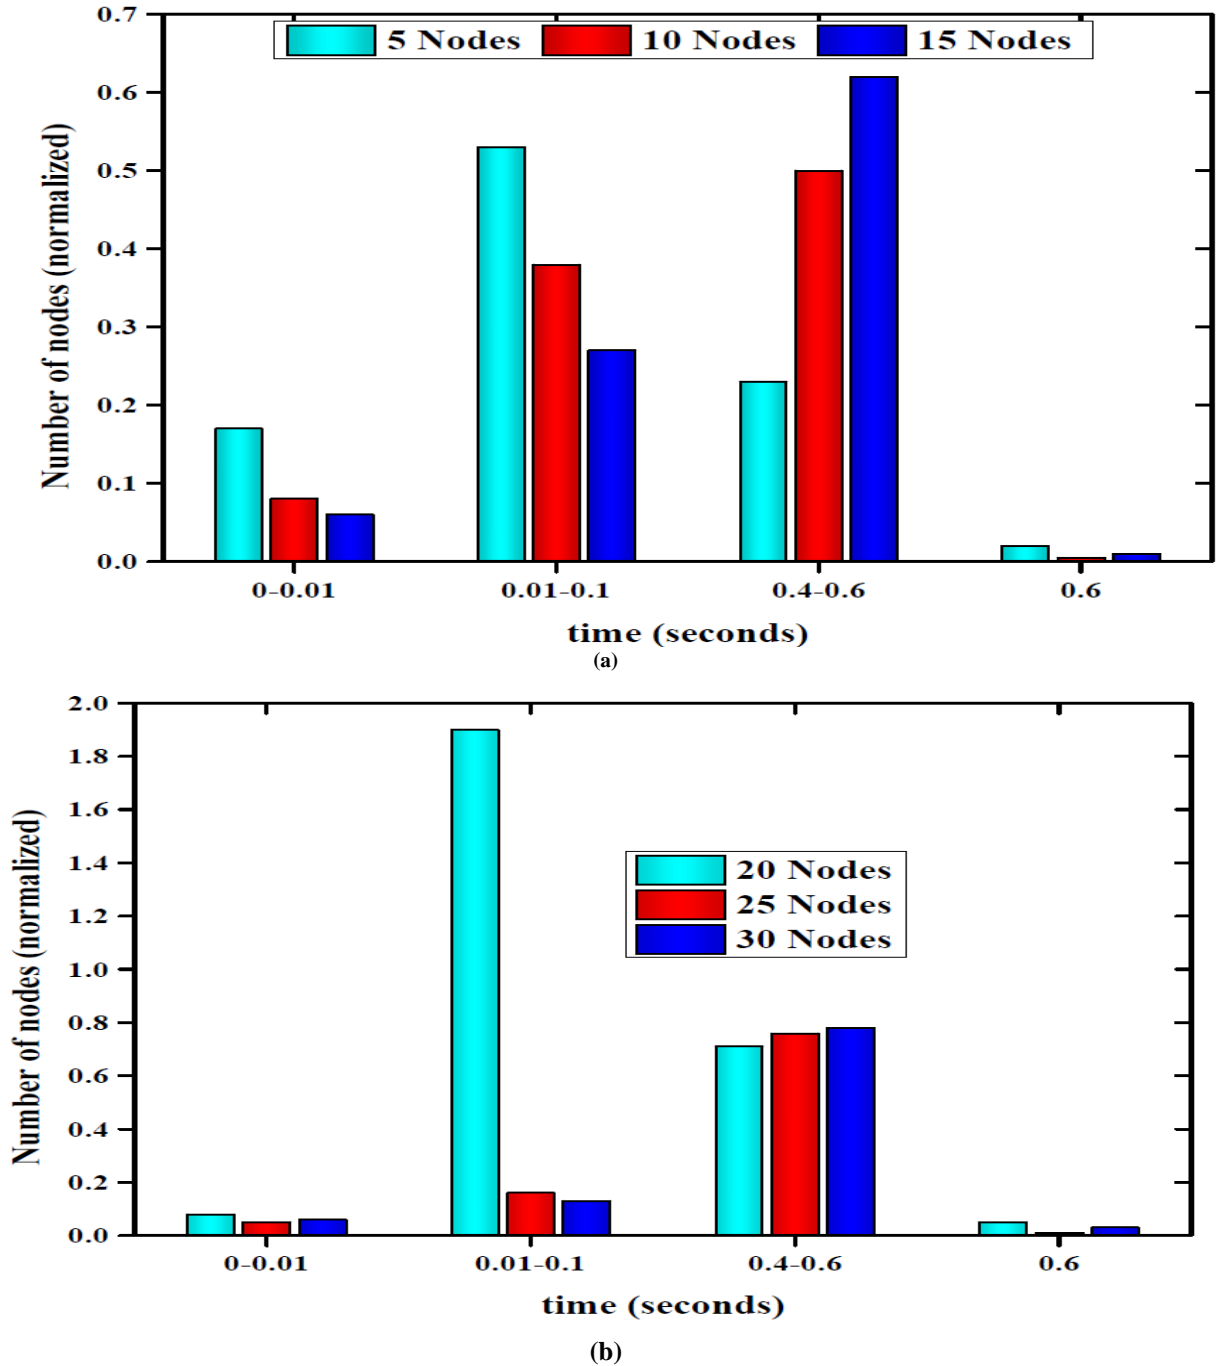 0.7
5 Nodes 10 Nodes 15 Nodes
0.6
0.5
0.4
0.3
0.2
0.1
0.0
Number of nodes (normalized)
0-0.01 0.01-0.1 0.4-0.6 0.6
time (seconds)
(a)
2.0
1.8
1.6
1.4
1.2
1.0
0.8
0.6
0.4
0.2
0.0
Number of nodes (normalized)
20 Nodes
25 Nodes
30 Nodes
0-0.01 0.01-0.1 0.4-0.6 0.6
time (seconds)
(b)